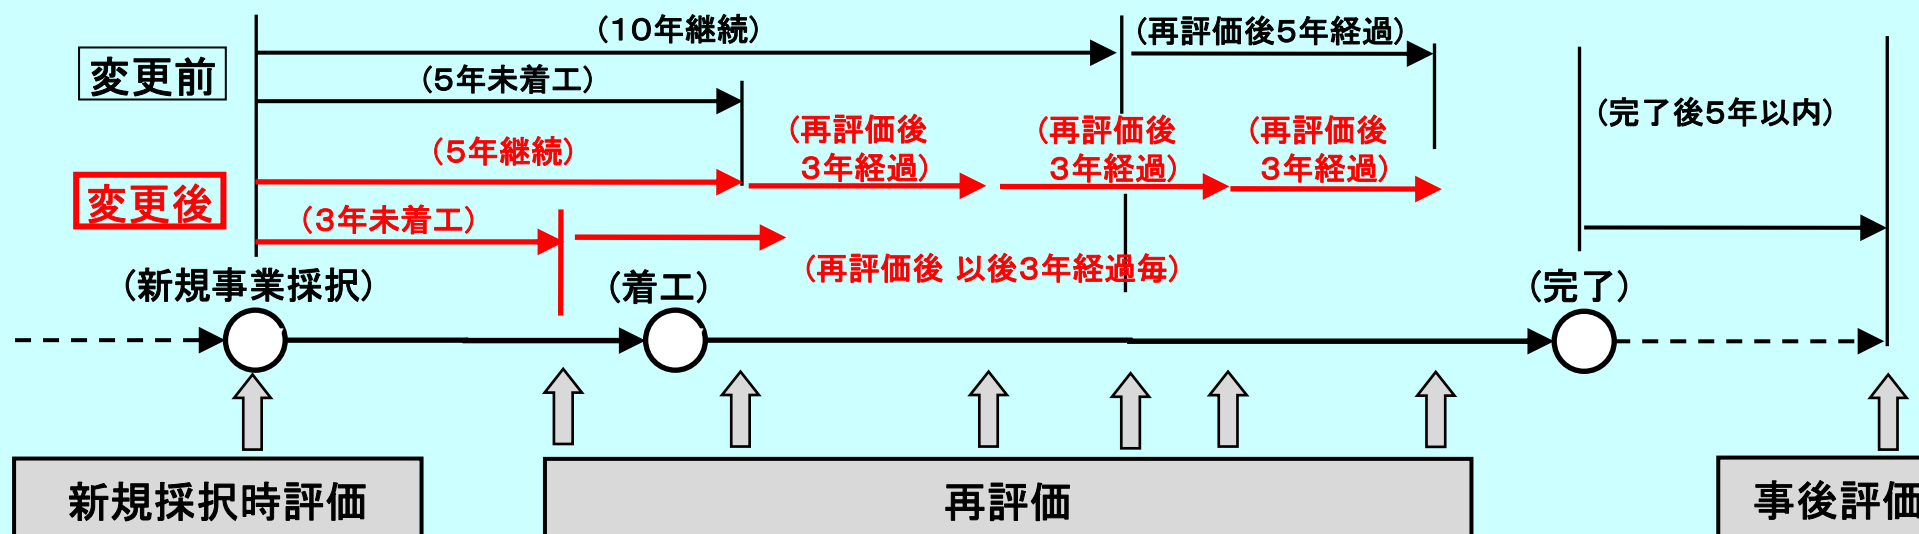 （10年継続）
（再評価後5年経過）
変更前
（5年未着工）
（完了後5年以内）
（再評価後
3年経過）
（再評価後
3年経過）
（再評価後
3年経過）
（5年継続）
変更後
（3年未着工）
（再評価後 以後3年経過毎）
（新規事業採択）
（着工）
（完了）
新規採択時評価
再評価
事後評価